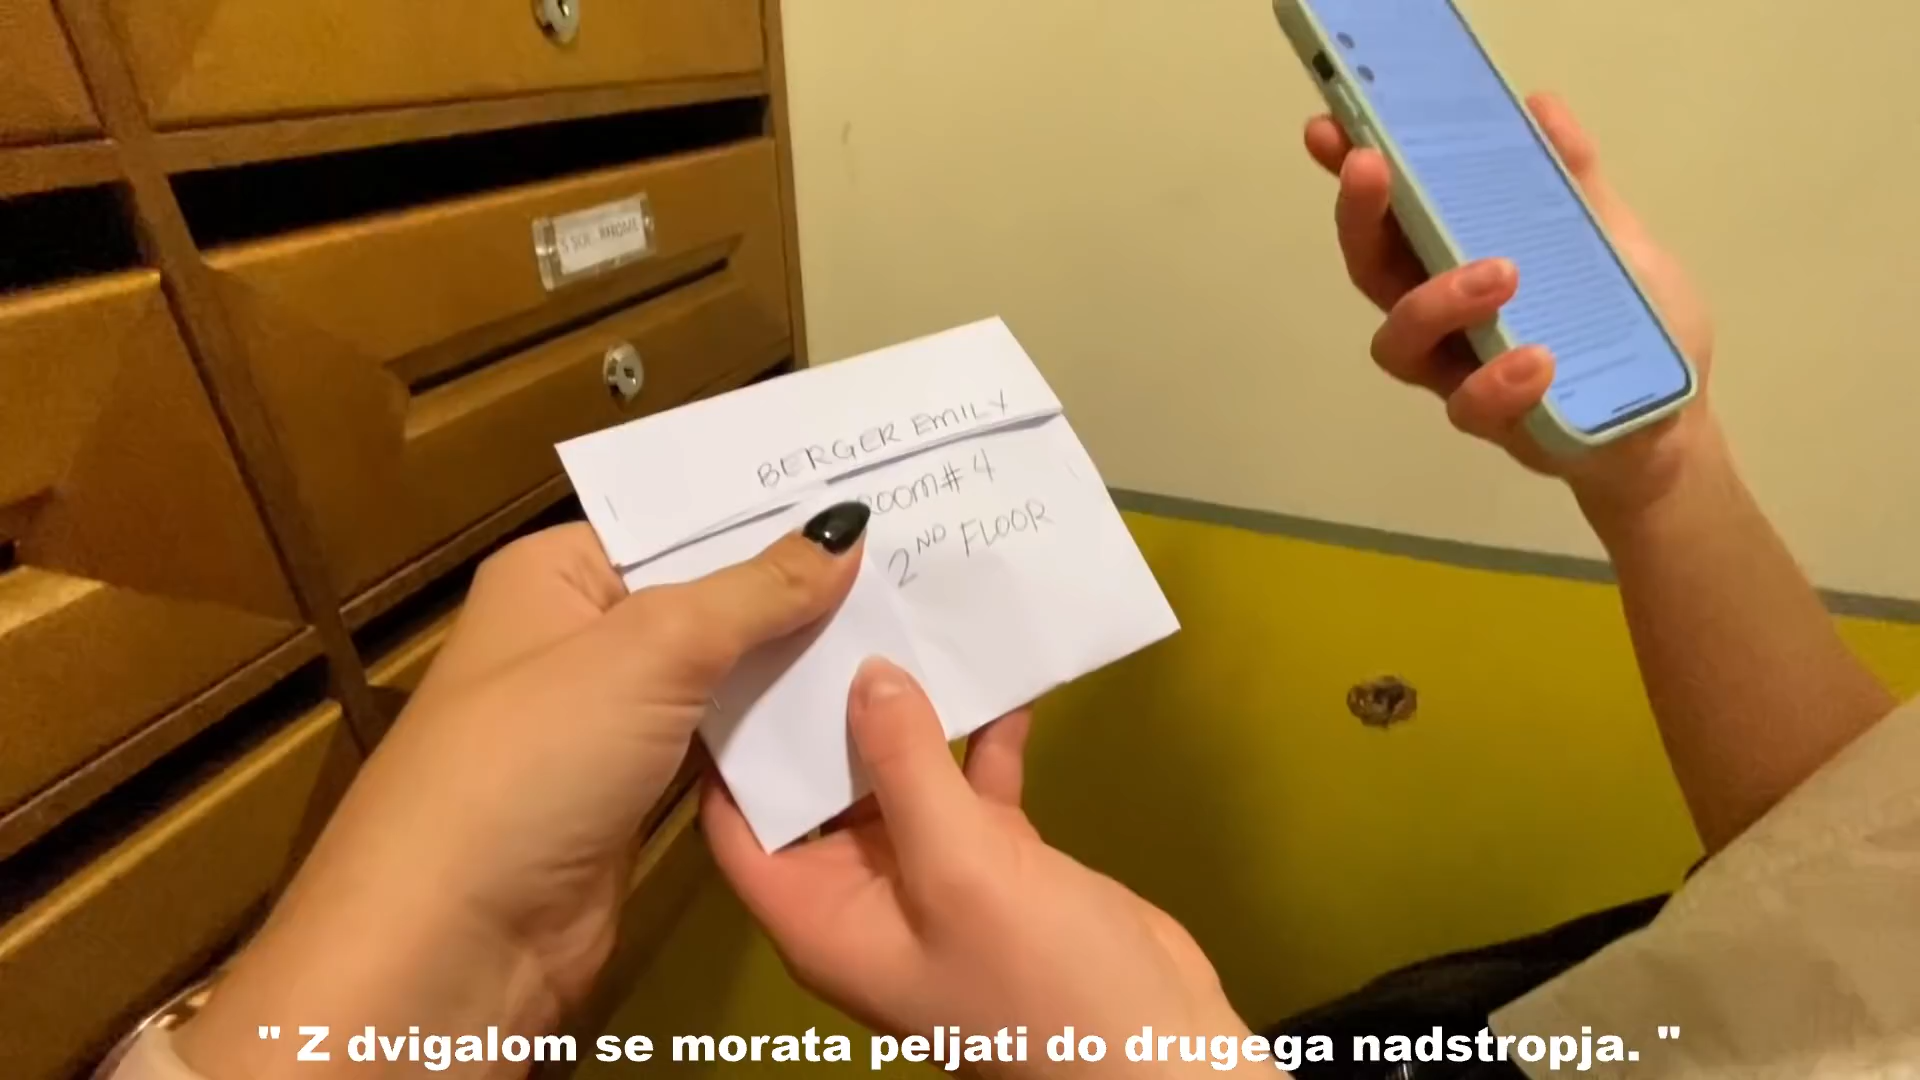 BERGER EMILY
ROOM# 4
2ND FLOOR
" Z dvigalom se morata peljati do drugega nadstropja. "